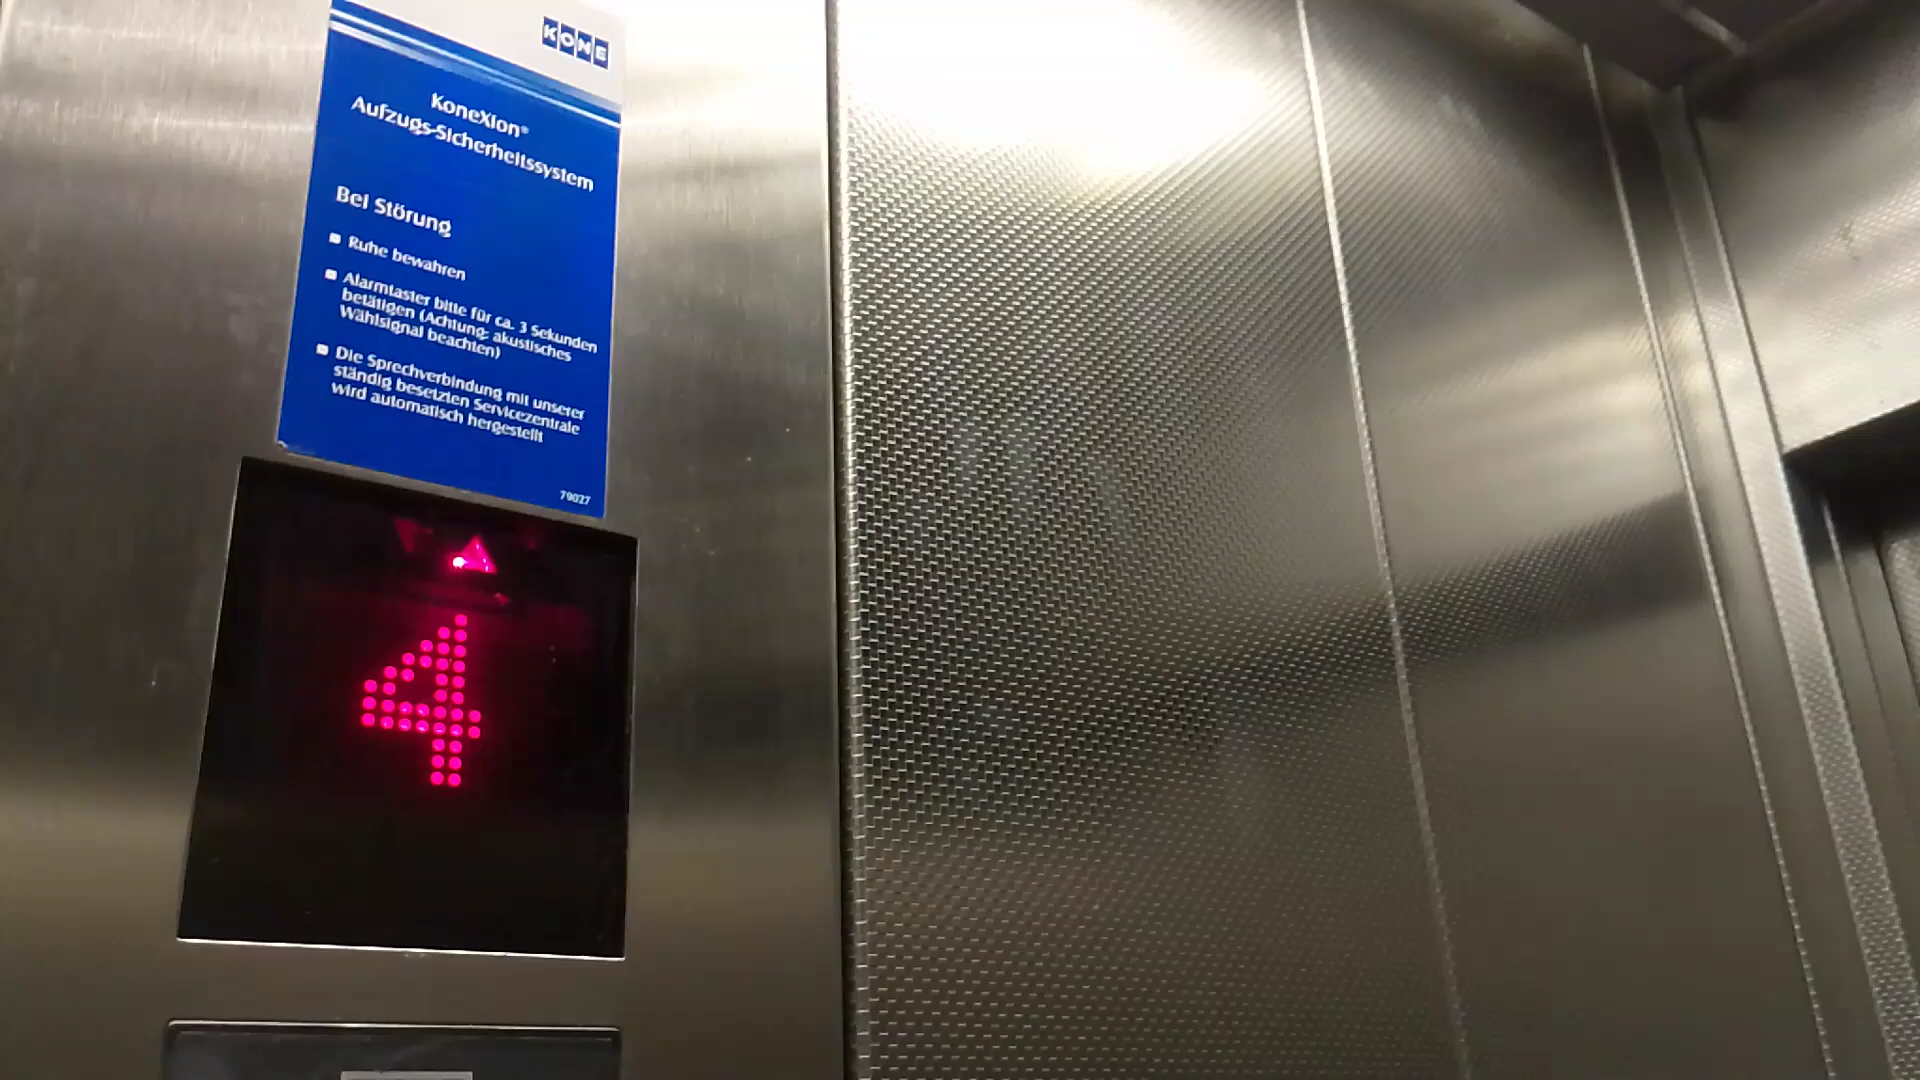 KONE
KoneXion®
Aufzugs-Sicherheitssystem
Bei Störung
Ruhe bewahren
Alarmtaster bitte für ca. 3 Sekunden
betätigen (Achtung: akustisches
Wählsignal beachten)
Die Sprechverbindung mit unserer
ständig besetzten Servicezentrale
wird automatisch hergestellt
79027
4